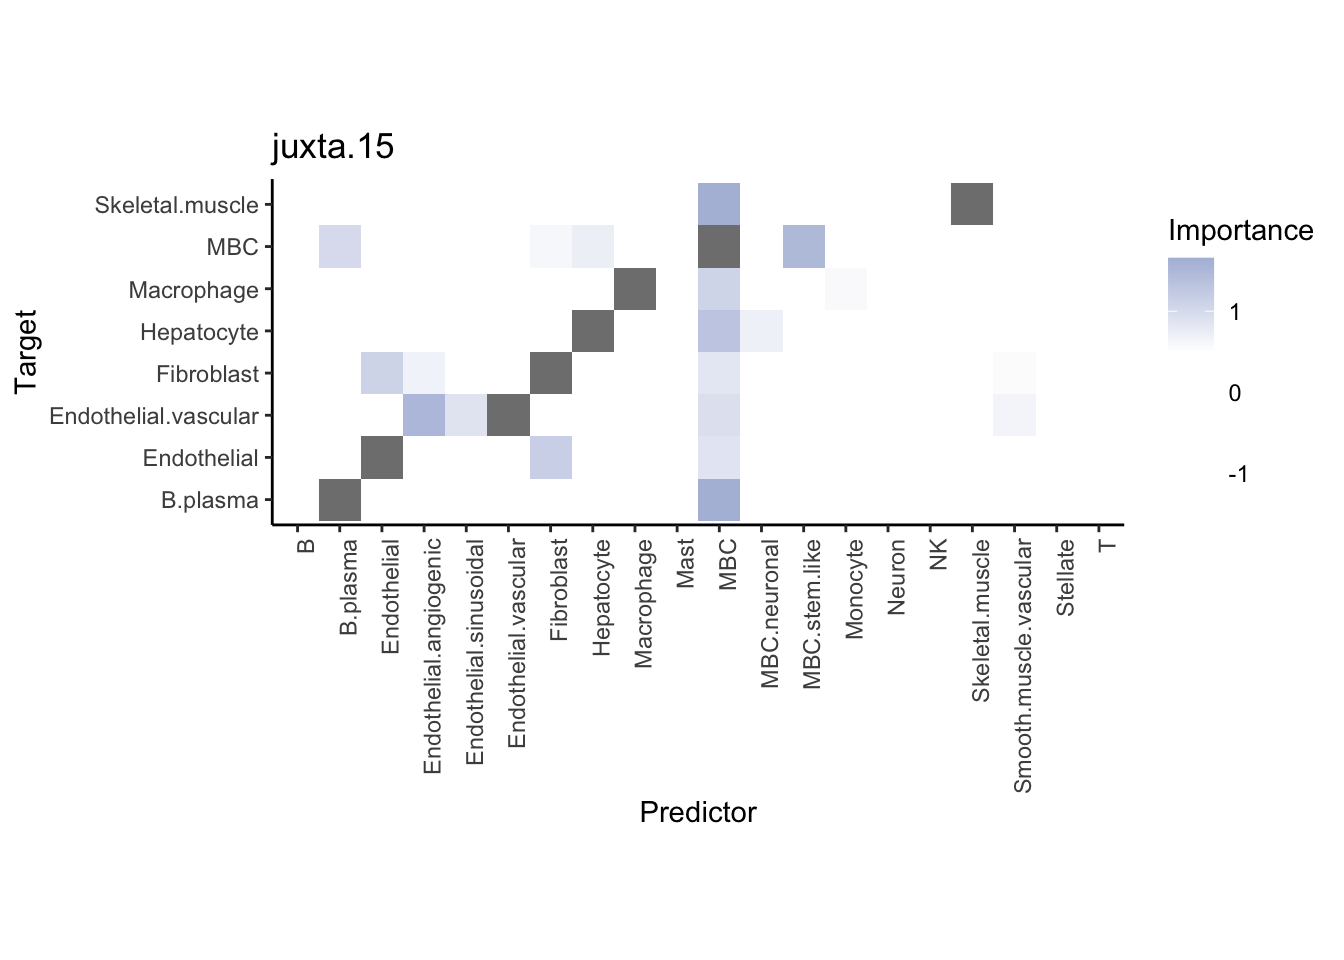 juxta.15
Target
Skeletal.muscle
MBC
Macrophage
Hepatocyte
Fibroblast
Endothelial.vascular
Endothelial
B.plasma
B
B.plasma
Endothelial
Endothelial.angiogenic
Endothelial.sinusoidal
Endothelial.vascular
Fibroblast
Hepatocyte
Macrophage
Mast
MBC
MBC.neuronal
MBC.stem.like
Monocyte
Neuron
NK
Skeletal.muscle
Smooth.muscle.vascular
Stellate
T
Predictor
Importance
1
0
-1